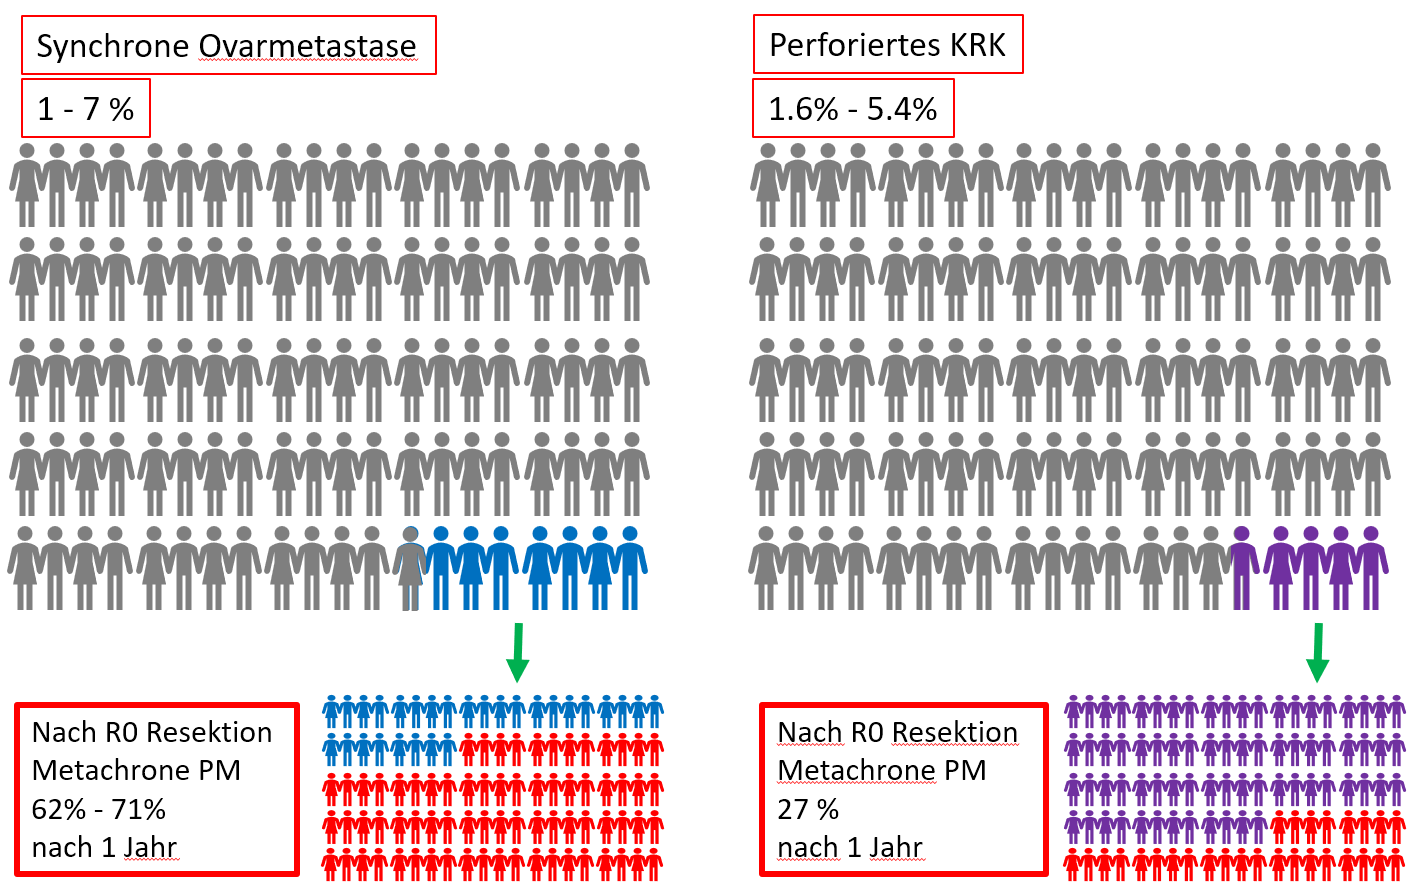 Synchrone Ovarmetastase
1 - 7 %
Nach R0 Resektion
Metachrone PM
62% - 71%
nach 1 Jahr
Perforiertes KRK
1.6% - 5.4%
Nach R0 Resektion
Metachrone PM
27 %
nach 1 Jahr